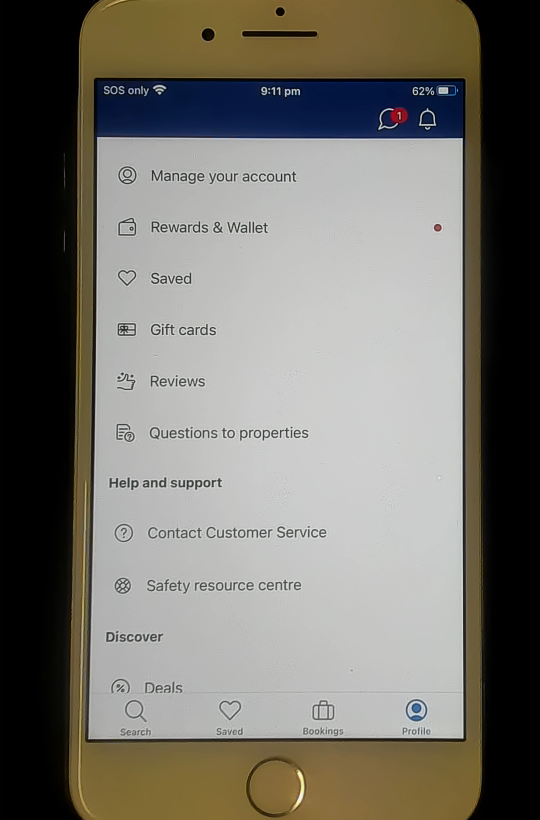 SOS only 9:11 pm 62%
1
Manage your account
Rewards & Wallet
Saved
Gift cards
Reviews
Questions to properties
Help and support
Contact Customer Service
Safety resource centre
Discover
Deals
Search Saved Bookings Profile